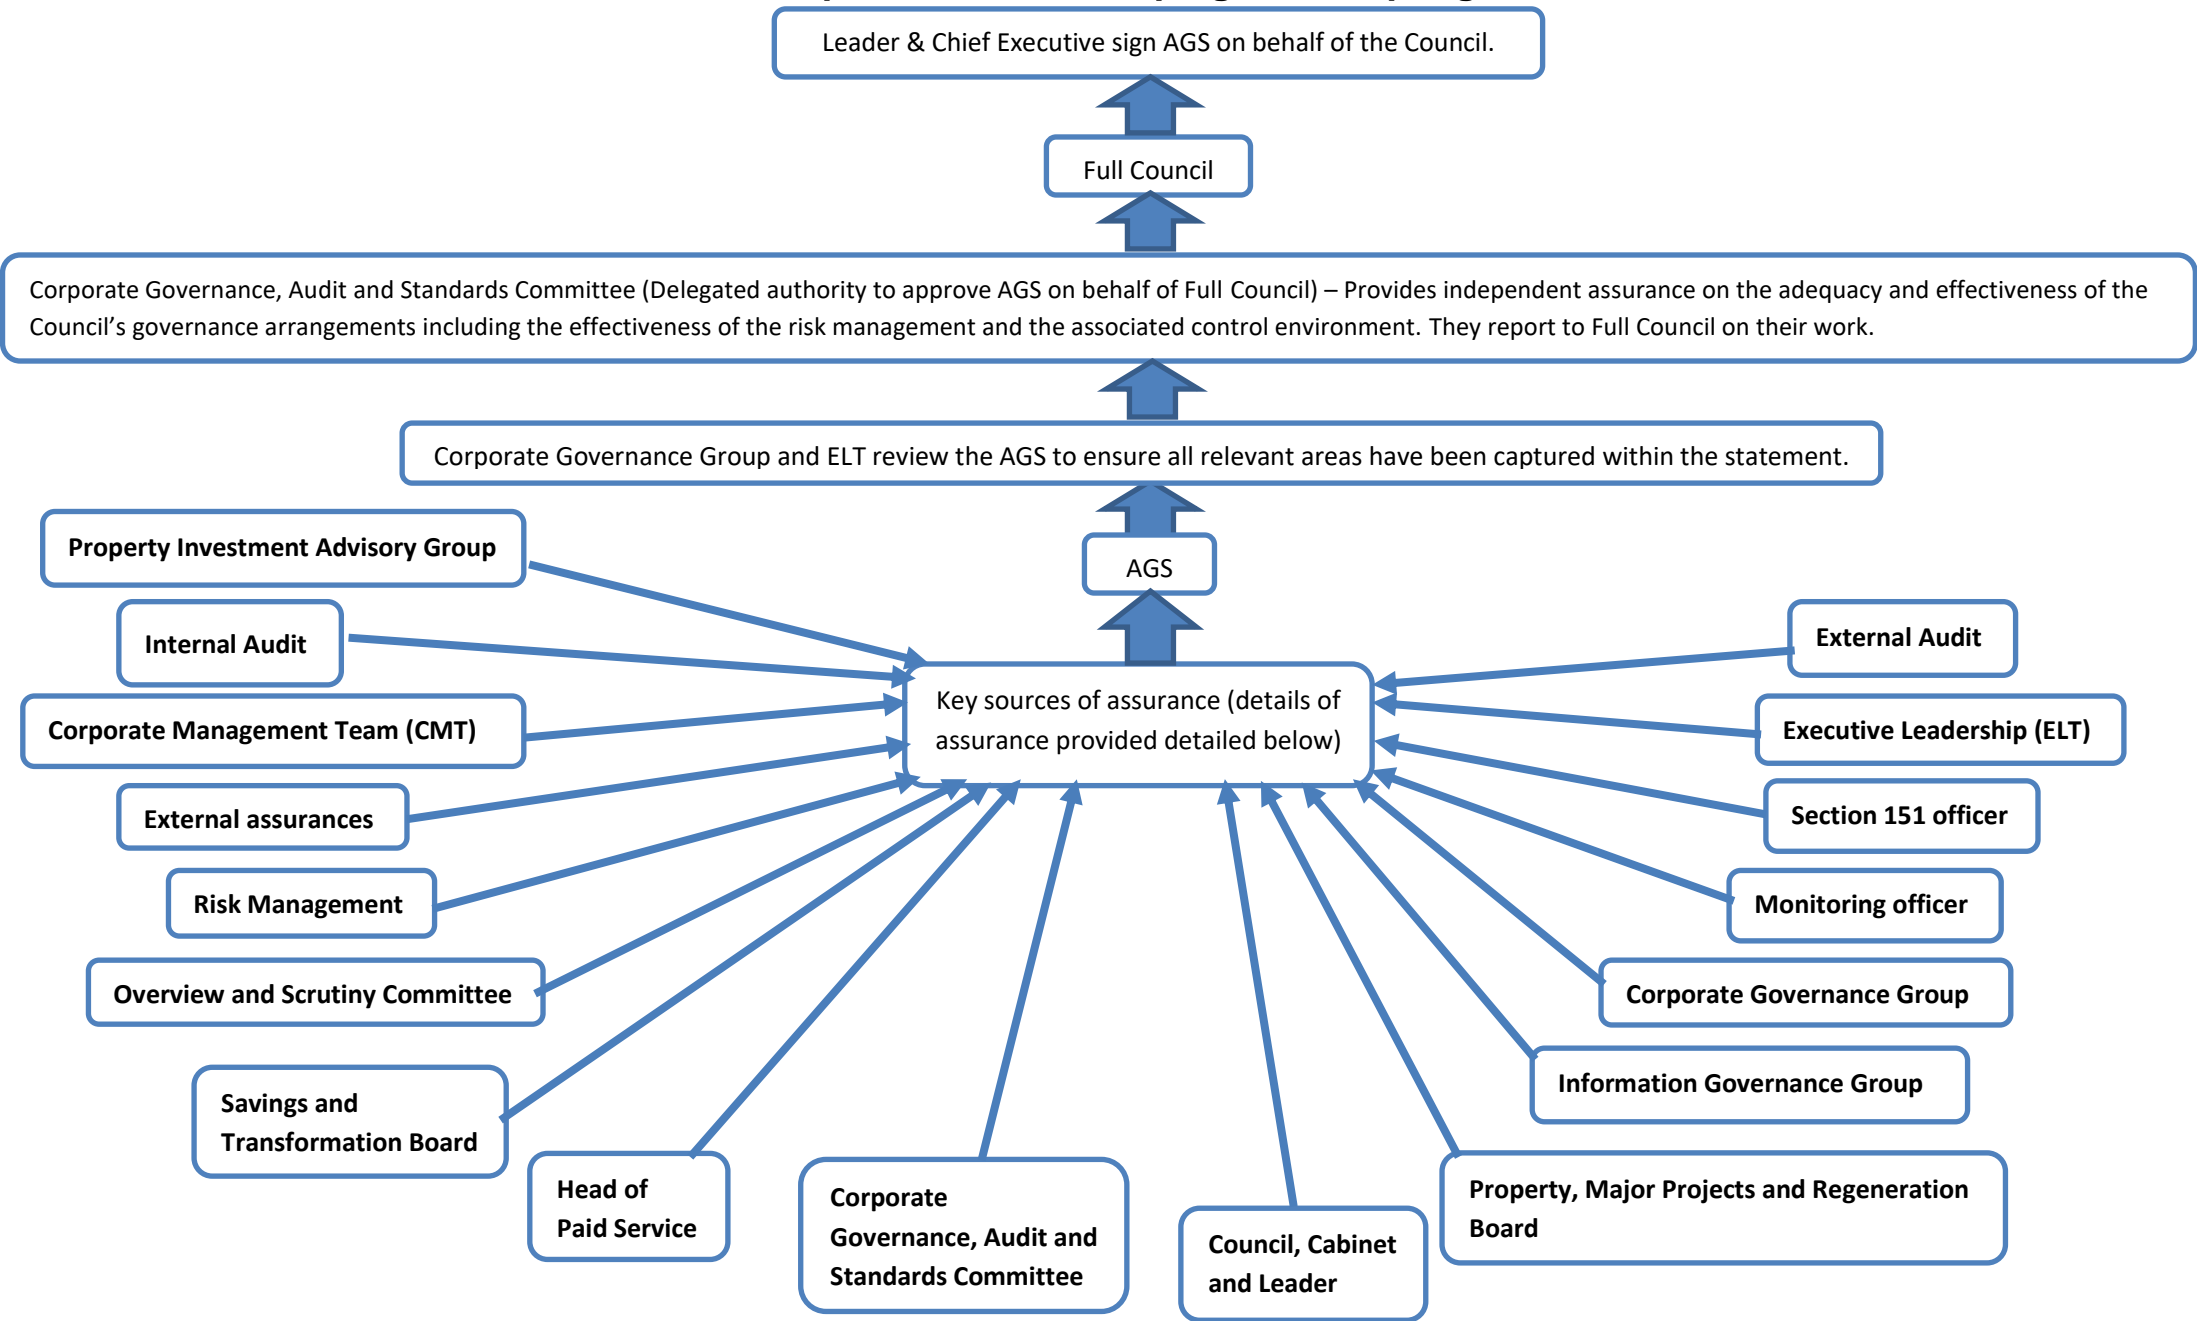 Leader & Chief Executive sign AGS on behalf of the Council.
Full Council
Corporate Governance, Audit and Standards Committee (Delegated authority to approve AGS on behalf of Full Council) – Provides independent assurance on the adequacy and effectiveness of the
Council’s governance arrangements including the effectiveness of the risk management and the associated control environment. They report to Full Council on their work.
Corporate Governance Group and ELT review the AGS to ensure all relevant areas have been captured within the statement.
AGS
Key sources of assurance (details of
assurance provided detailed below)
Property Investment Advisory Group
Internal Audit
Corporate Management Team (CMT)
External assurances
Risk Management
Overview and Scrutiny Committee
Savings and
Transformation Board
Head of
Paid Service
Corporate
Governance, Audit and
Standards Committee
Council, Cabinet
and Leader
Property, Major Projects and Regeneration
Board
Information Governance Group
Corporate Governance Group
Monitoring officer
Section 151 officer
Executive Leadership (ELT)
External Audit